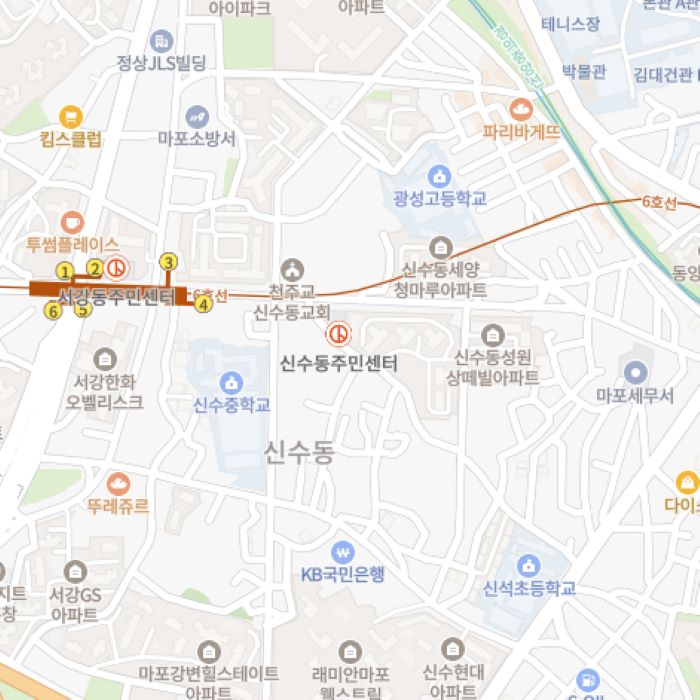 아이파크
아파트
본관
테니스장
정상JLS빌딩
경의중앙선
박물관
김대건관
킴스클럽
마포소방서
파리바게뜨
광성고등학교
6호선
투썸플레이스
1
2
3
신수동세양
청마루아파트
천주교
신수동교회
서강동주민센터
6호선
4
5
6
신수동주민센터
신수동성원
상떼빌아파트
서강한화
오벨리스크
신수중학교
마포세무서
신수동
뚜레쥬르
KB국민은행
신석초등학교
서강GS
아파트
마포강변힐스테이트
아파트
래미안마포
웰스트림
신수현대
아파트